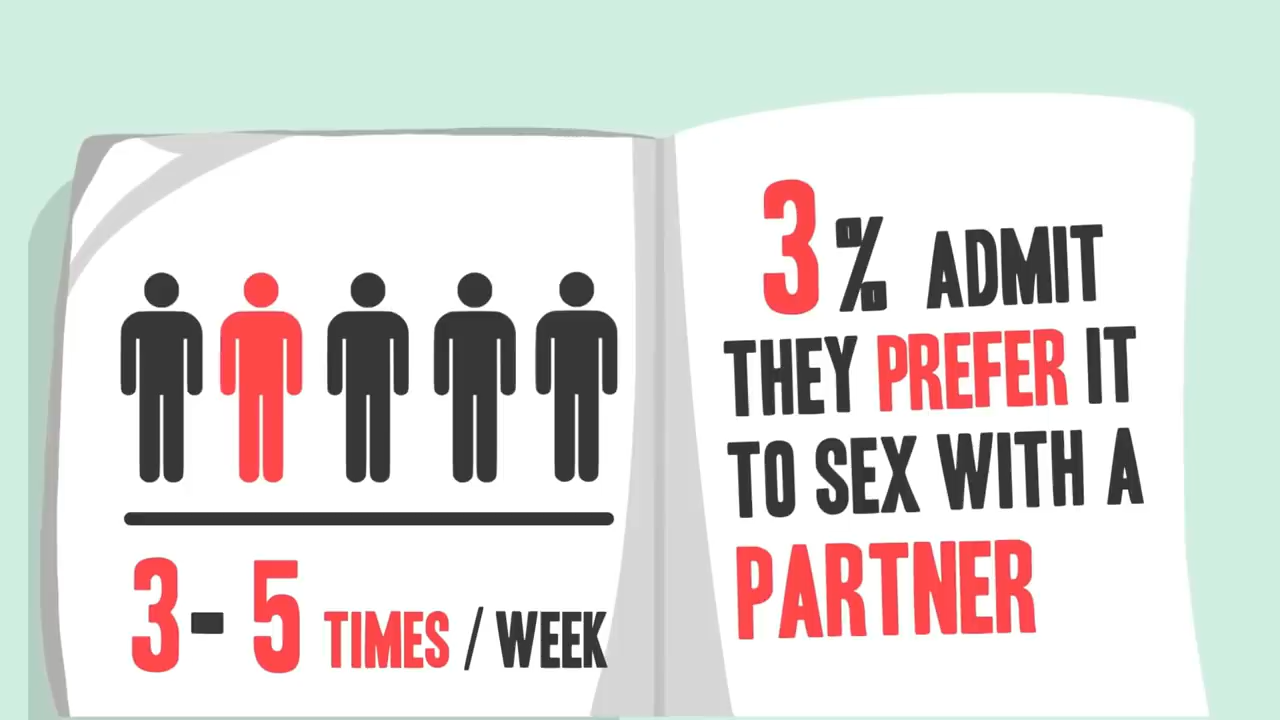 3- 5 TIMES / WEEK
3% ADMIT
THEY PREFER IT
TO SEX WITH A
PARTNER